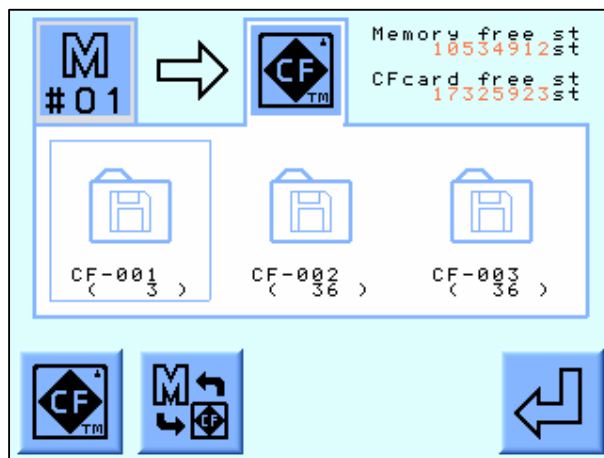 M
#01
CF
TM
Memory free st
10534912st
CFcard free st
17325923st
CF-001
( 3 )
CF-002
( 36 )
CF-003
( 36 )
CF
TM
M
CF